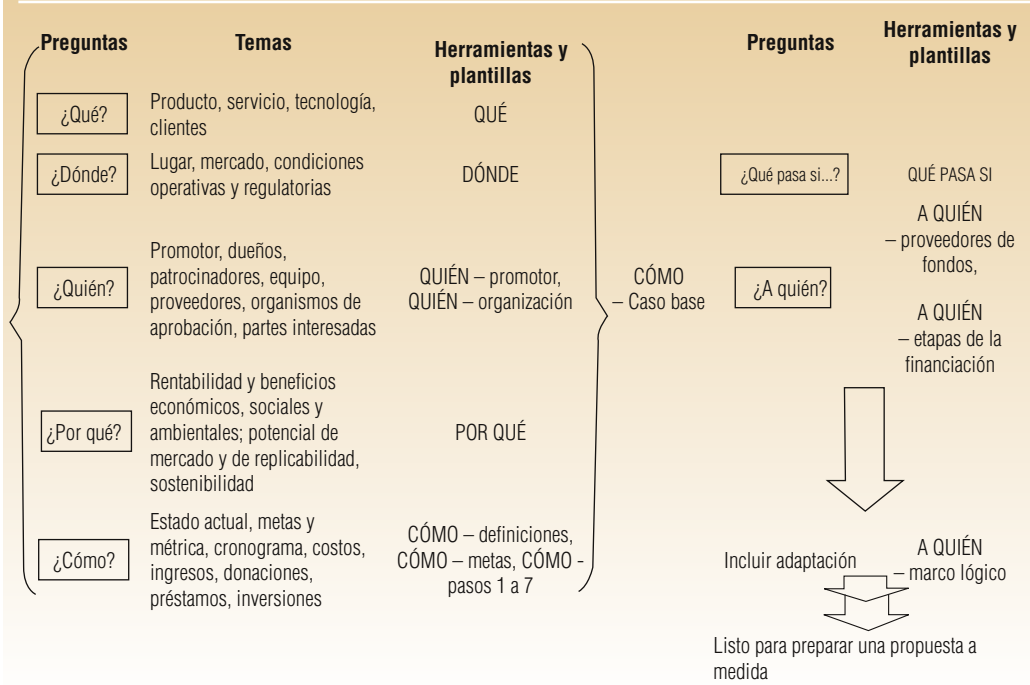 Preguntas
Temas
Herramientas y
plantillas
¿Qué?
Producto, servicio, tecnología,
clientes
QUÉ
¿Dónde?
Lugar, mercado, condiciones
operativas y regulatorias
DÓNDE
¿Quién?
Promotor, dueños,
patrocinadores, equipo,
proveedores, organismos de
aprobación, partes interesadas
QUIÉN – promotor,
QUIÉN – organización
¿Por qué?
Rentabilidad y beneficios
económicos, sociales y
ambientales; potencial de
mercado y de replicabilidad,
sostenibilidad
POR QUÉ
¿Cómo?
Estado actual, metas y
métrica, cronograma, costos,
ingresos, donaciones,
préstamos, inversiones
CÓMO – definiciones,
CÓMO – metas, CÓMO -
pasos 1 a 7
CÓMO
– Caso base
Preguntas
Herramientas y
plantillas
¿Qué pasa si...?
QUÉ PASA SI
¿A quién?
A QUIÉN
– proveedores de
fondos,
A QUIÉN
– etapas de la
financiación
Incluir adaptación
A QUIÉN
– marco lógico
Listo para preparar una propuesta a
medida